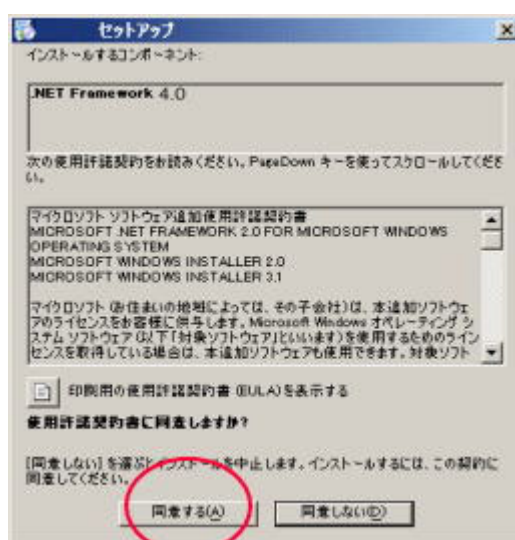 セットアップ
インストールするコンポーネント:
.NET Framework 4.0
次の使用許諾契約をお読みください。PageDown キーを使ってスクロールしてくださ
い。
マイクロソフト ソフトウェア追加使用許諾契約書
MICROSOFT .NET FRAMEWORK 2.0 FOR MICROSOFT WINDOWS
OPERATING SYSTEM
MICROSOFT WINDOWS INSTALLER 2.0
MICROSOFT WINDOWS INSTALLER 3.1
マイクロソフト (お住まいの地域によっては、その子会社)は、本追加ソフトウェ
アのライセンスをお客様に供与します。Microsoft Windows オペレーティング シ
ステム ソフトウェア (以下「対象ソフトウェア」といいます)を使用するためのライン
センスを取得している場合は、本追加ソフトウェアも使用できます。対象ソフト
印刷用の使用許諾契約書 (EULA)を表示する
使用許諾契約書に同意しますか?
[同意しない] を選ぶとインストールを中止します。インストールするには、この契約に
同意してください。
同意する(A)
同意しない(D)